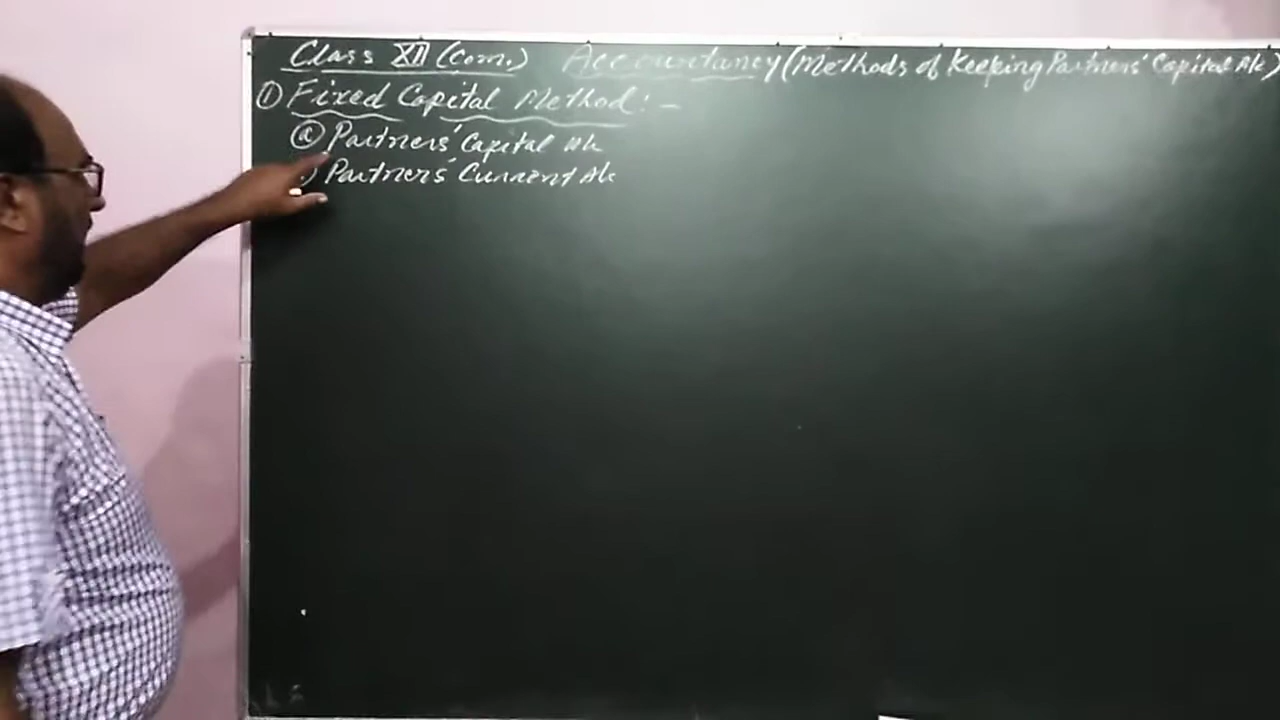 Class XII (Com.) Accountancy (Methods of Keeping Partners' Capital A/c)
① Fixed Capital Method :-
(a) Partners' Capital A/c
) Partners' Current A/c